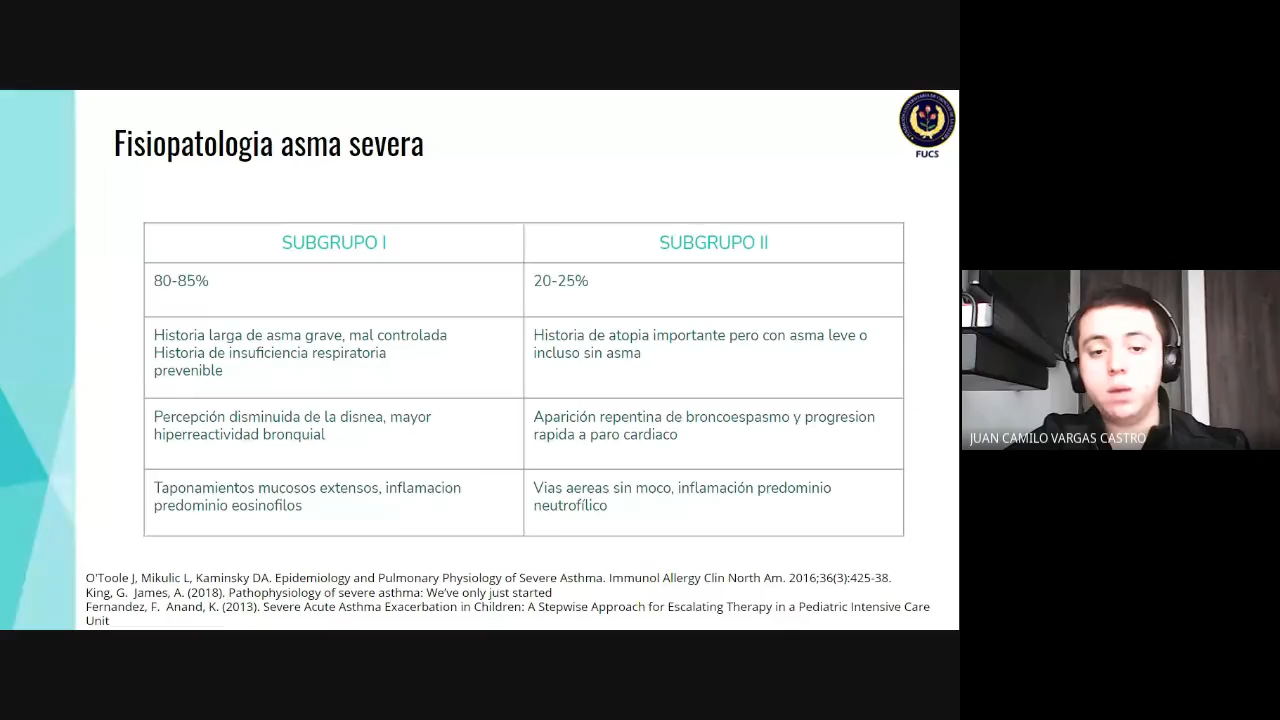 Fisiopatologia asma severa
FUCS
SUBGRUPO I
SUBGRUPO II
80-85%
20-25%
Historia larga de asma grave, mal controlada
Historia de insuficiencia respiratoria
prevenible
Historia de atopia importante pero con asma leve o
incluso sin asma
Percepción disminuida de la disnea, mayor
hiperreactividad bronquial
Aparición repentina de broncoespasmo y progresion
rapida a paro cardiaco
Taponamientos mucosos extensos, inflamacion
predominio eosinofilos
Vias aereas sin moco, inflamación predominio
neutrofílico
O'Toole J, Mikulic L, Kaminsky DA. Epidemiology and Pulmonary Physiology of Severe Asthma. Immunol Allergy Clin North Am. 2016;36(3):425-38.
King, G. James, A. (2018). Pathophysiology of severe asthma: We've only just started
Fernandez, F. Anand, K. (2013). Severe Acute Asthma Exacerbation in Children: A Stepwise Approach for Escalating Therapy in a Pediatric Intensive Care
Unit
JUAN CAMILO VARGAS CASTRO